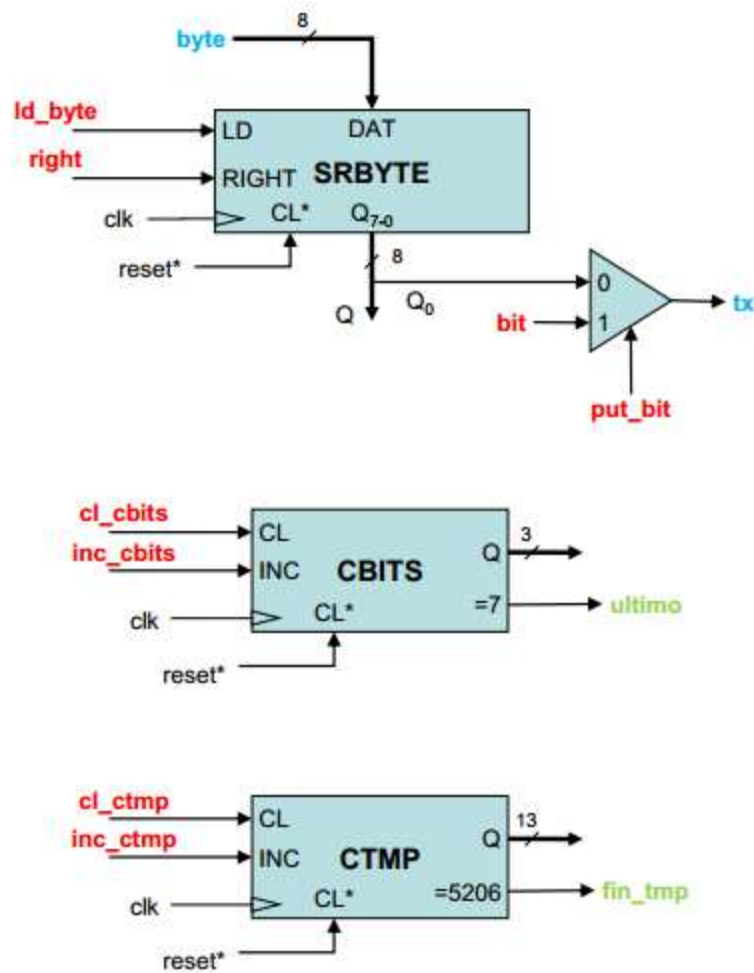 8
byte
ld_byte
LD DAT
right
RIGHT SRBYTE
clk CL* Q7-0
reset* 8
Q Q0 0
bit 1 tx
put_bit
cl_cbits
CL 3
inc_cbits Q
INC CBITS
clk CL* =7 ultimo
reset*
cl_ctmp
CL 13
inc_ctmp Q
INC CTMP
clk CL* =5206 fin_tmp
reset*